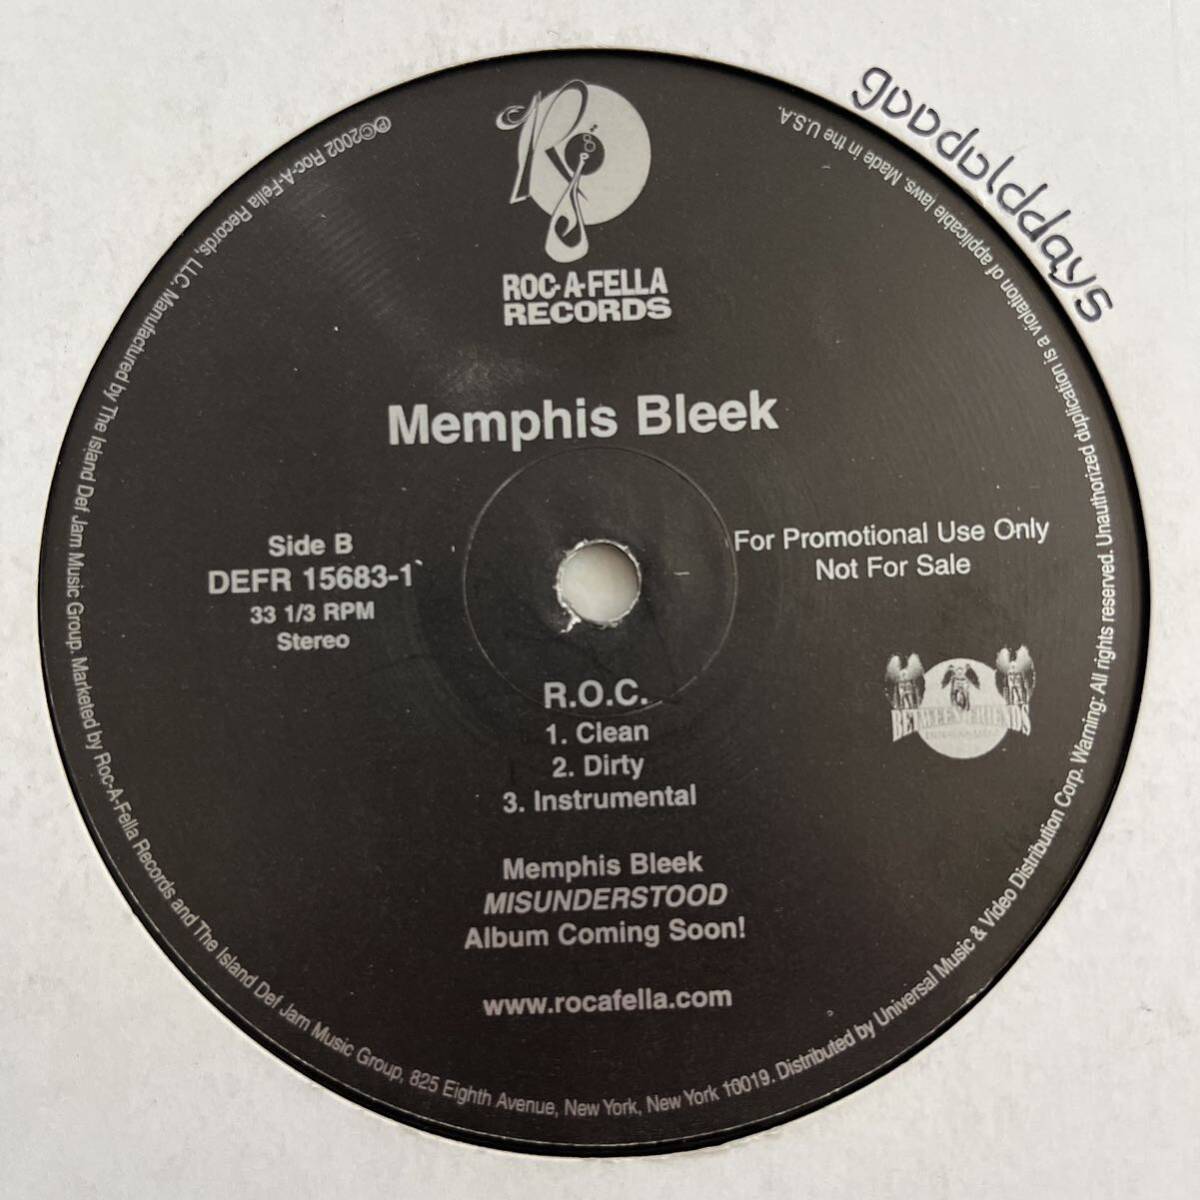 gooolddays
ROC-A-FELLA
RECORDS
Memphis Bleek
Side B
DEFR 15683-1
33 1/3 RPM
Stereo
For Promotional Use Only
Not For Sale
BETWEEN FRIENDS
R.O.C.
1. Clean
2. Dirty
3. Instrumental
Memphis Bleek
MISUNDERSTOOD
Album Coming Soon!
www.rocafella.com
℗©2002 Roc-A-Fella Records, LLC. Manufactured by The Island Def Jam Music Group. Marketed by Roc-A-Fella Records and The Island Def Jam Music Group, 825 Eighth Avenue, New York, New York 10019. Distributed by Universal Music & Video Distribution Corp. Warning: All rights reserved. Unauthorized duplication is a violation of applicable laws. Made in the U.S.A.